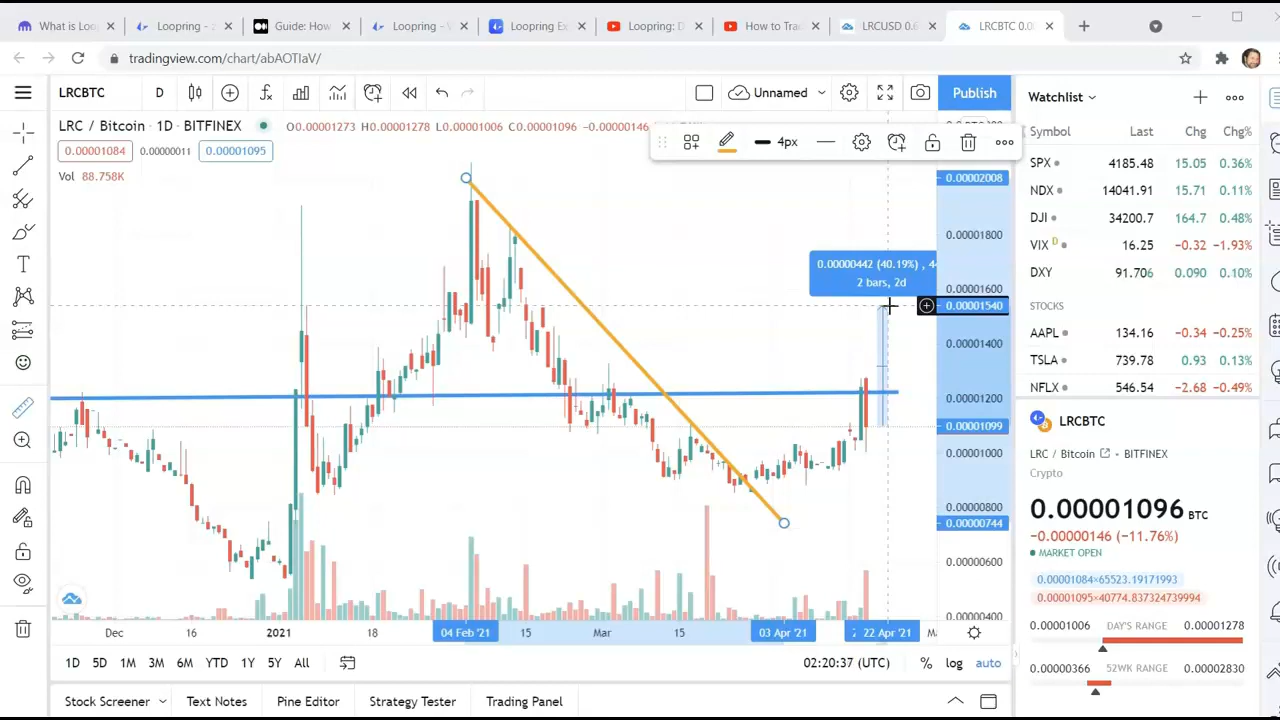 What is Loo
Loopring - z
Guide: How
Loopring – V
Loopring Ex
Loopring: D
How to Tra
LRCUSD 0.6
LRCBTC 0.0
tradingview.com/chart/abAOTIaV/
LRCBTC
D
Unnamed
Publish
LRC / Bitcoin · 1D · BITFINEX
O0.00001273 H0.00001278 L0.00001006 C0.00001096 −0.00000146
4px
0.00001084
0.00000011
0.00001095
Vol 88.758K
0.00002008
0.00001800
0.00000442 (40.19%) , 4
2 bars, 2d
0.00001600
0.00001540
0.00001400
0.00001200
0.00001099
0.00001000
0.00000800
0.00000744
0.00000600
0.00000400
Dec
16
2021
18
04 Feb '21
15
Mar
15
03 Apr '21
2
22 Apr '21
M
1D 5D 1M 3M 6M YTD 1Y 5Y All
02:20:37 (UTC)
% log auto
Stock Screener
Text Notes
Pine Editor
Strategy Tester
Trading Panel
Watchlist
Symbol Last Chg Chg%
SPX 4185.48 15.05 0.36%
NDX 14041.91 15.71 0.11%
DJI 34200.7 164.7 0.48%
VIX D 16.25 −0.32 −1.93%
DXY 91.706 0.090 0.10%
STOCKS
AAPL 134.16 −0.34 −0.25%
TSLA 739.78 0.93 0.13%
NFLX 546.54 −2.68 −0.49%
LRCBTC
LRC / Bitcoin · BITFINEX
Crypto
0.00001096 BTC
−0.00000146 (−11.76%)
MARKET OPEN
0.00001084×65523.19171993
0.00001095×40774.837324739994
0.00001006 DAY'S RANGE 0.00001278
0.00000366 52WK RANGE 0.00002830